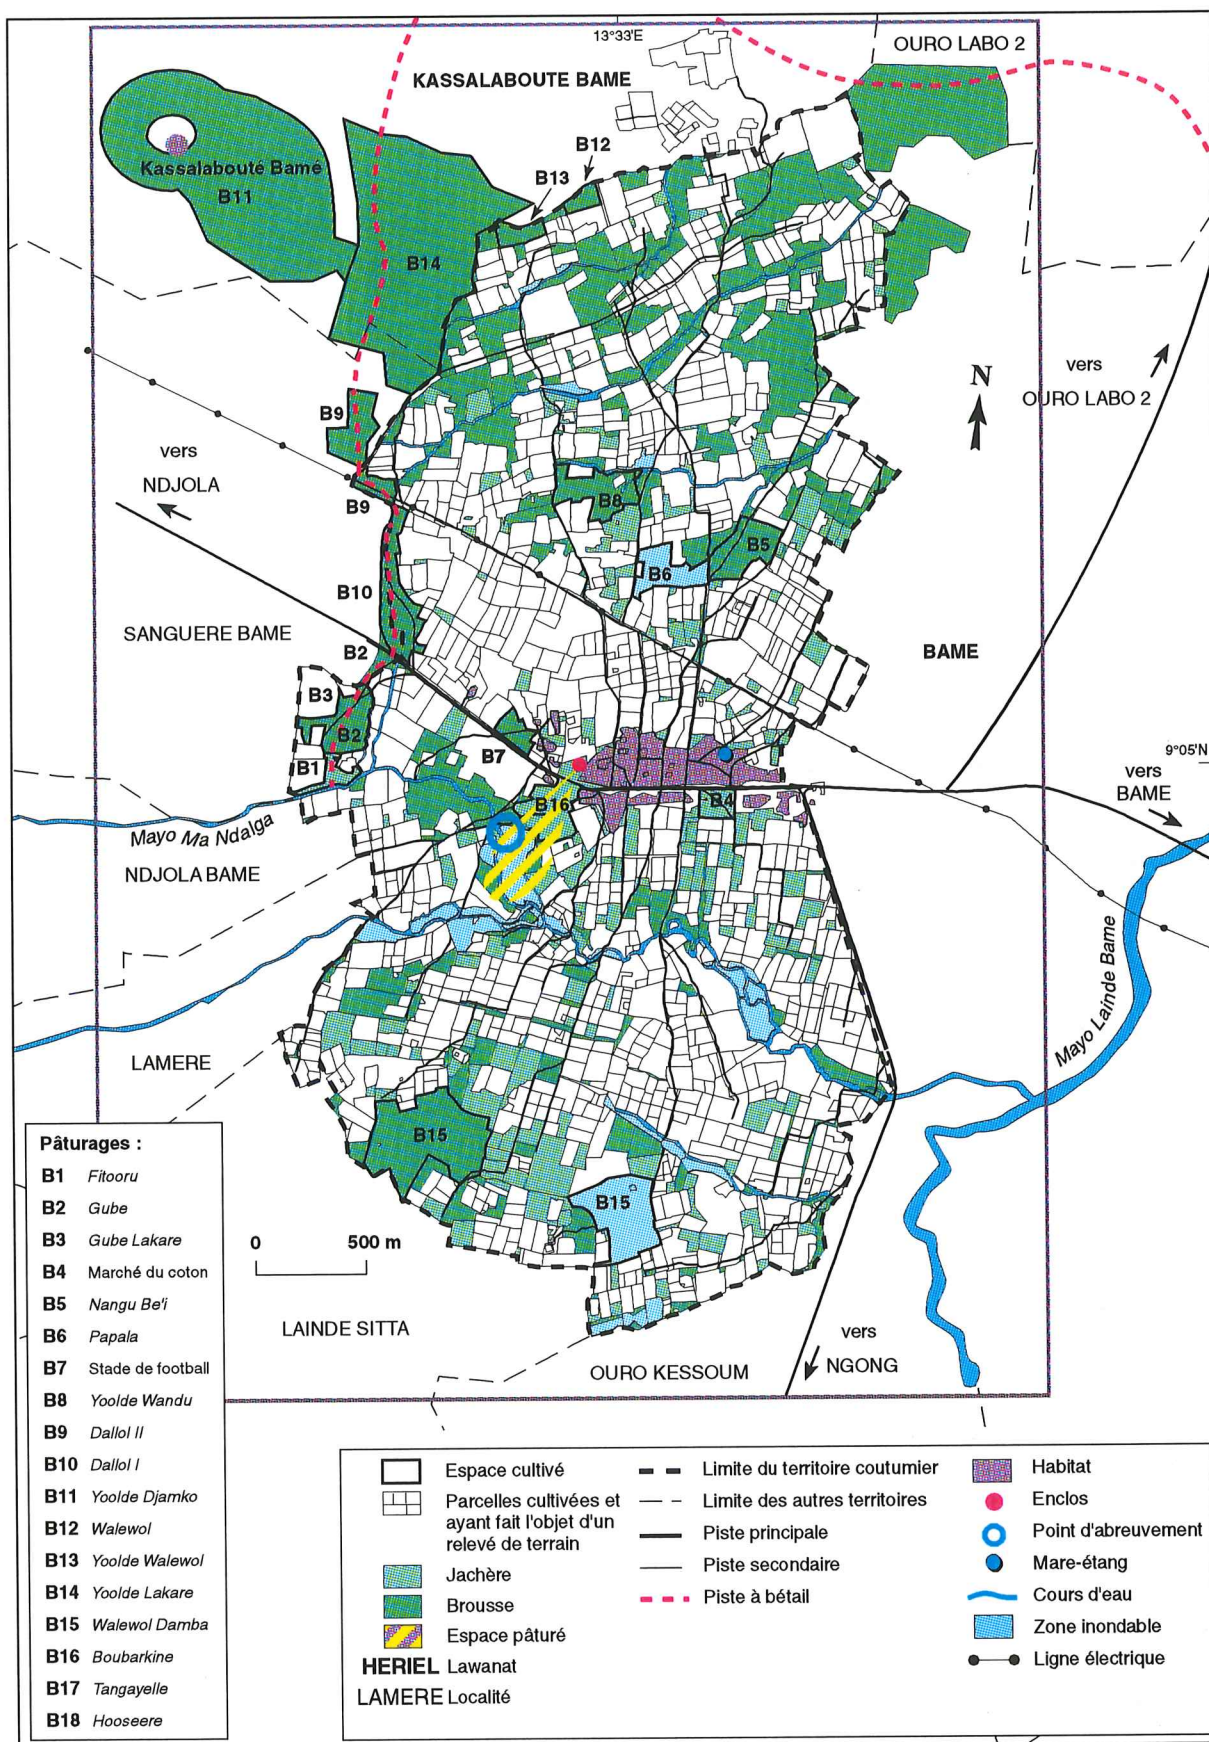 13°33'E
OURO LABO 2
KASSALABOUTE BAME
B12
B13
Kassalabouté Bamé
B11
B14
N
vers
OURO LABO 2
B9
vers
NDJOLA
B9
B8
B5
B6
B10
SANGUERE BAME
B2
BAME
B3
B2
B7
B1
9°05'N
vers
BAME
B16
B4
Mayo Ma Ndalga
NDJOLA BAME
Mayo Laïnde Bame
LAMERE
B15
B15
0 500 m
LAINDE SITTA
OURO KESSOUM
vers
NGONG
Pâturages :
B1 Fitooru
B2 Gube
B3 Gube Lakare
B4 Marché du coton
B5 Nangu Be'i
B6 Papala
B7 Stade de football
B8 Yoolde Wandu
B9 Dallol II
B10 Dallol I
B11 Yoolde Djamko
B12 Walewol
B13 Yoolde Walewol
B14 Yoolde Lakare
B15 Walewol Damba
B16 Boubarkine
B17 Tangayelle
B18 Hooseere
Espace cultivé
Parcelles cultivées et
ayant fait l'objet d'un
relevé de terrain
Jachère
Brousse
Espace pâturé
HERIEL Lawanat
LAMERE Localité
Limite du territoire coutumier
Limite des autres territoires
Piste principale
Piste secondaire
Piste à bétail
Habitat
Enclos
Point d'abreuvement
Mare-étang
Cours d'eau
Zone inondable
Ligne électrique